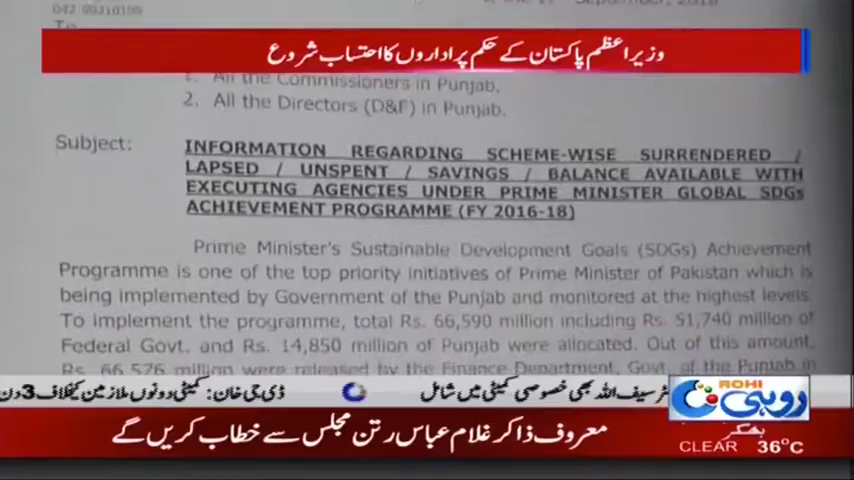 042 99210109
September, 2018
To
وزیراعظم پاکستان کے حکم پر اداروں کا احتساب شروع
1. All the Commissioners in Punjab.
2. All the Directors (D&F) in Punjab.
Subject: INFORMATION REGARDING SCHEME-WISE SURRENDERED /
LAPSED / UNSPENT / SAVINGS / BALANCE AVAILABLE WITH
EXECUTING AGENCIES UNDER PRIME MINISTER GLOBAL SDGs
ACHIEVEMENT PROGRAMME (FY 2016-18)
Prime Minister's Sustainable Development Goals (SDGs) Achievement
Programme is one of the top priority initiatives of Prime Minister of Pakistan which is
being implemented by Government of the Punjab and monitored at the highest levels.
To implement the programme, total Rs. 66,590 million including Rs. 51,740 million of
Federal Govt. and Rs. 14,850 million of Punjab were allocated. Out of this amount,
Rs. 66,576 million were released by the Finance Department, Govt. of the Punjab in
ٹر سیف اللہ بھی خصوصی کمیٹی میں شامل
ڈی جی خان: کمیٹی دونوں ملازمین کیخلاف 3 دن
ROHI
روہی
معروف ذاکر غلام عباس رتن مجلس سے خطاب کریں گے
بھکر
CLEAR 36°C